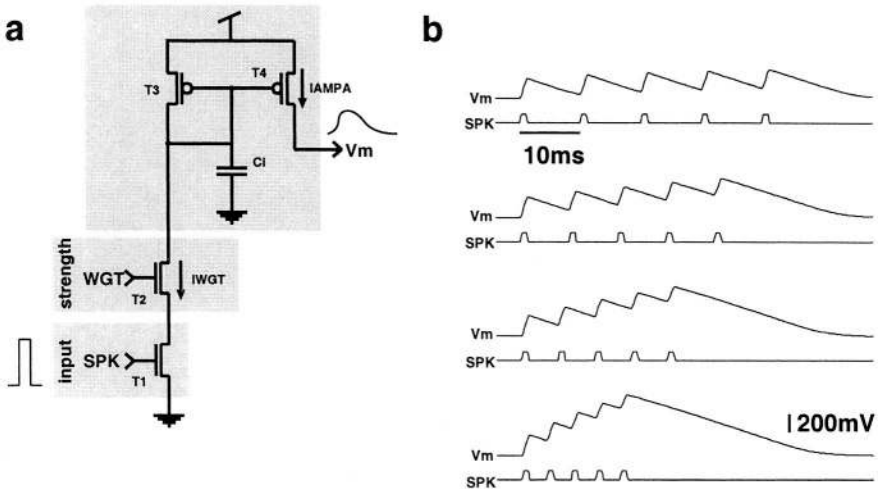 a
T3
T4
IAMPA
Vm
CI
strength
WGT
T2
IWGT
input
SPK
T1
b
Vm
SPK
10ms
Vm
SPK
Vm
SPK
200mV
Vm
SPK